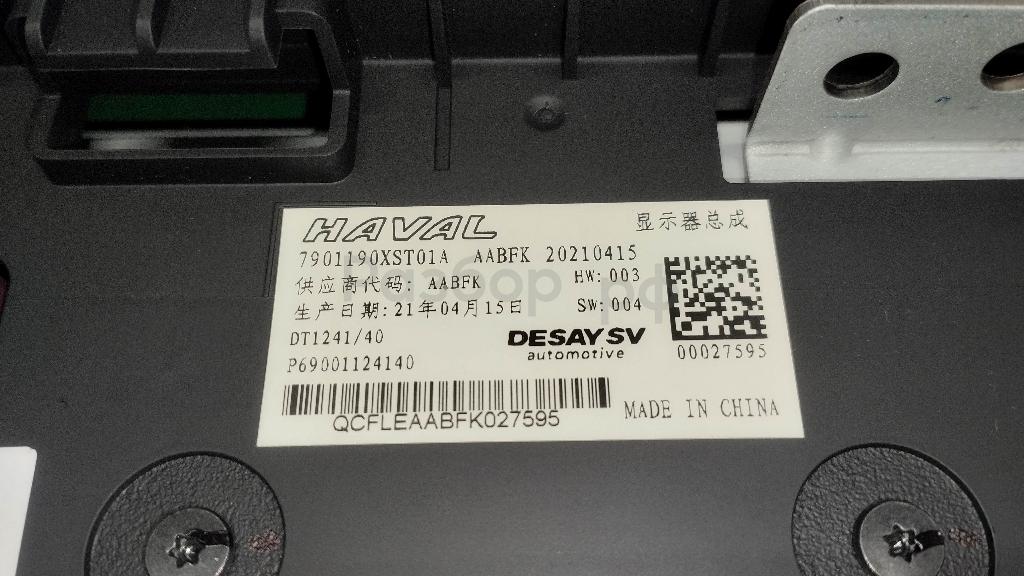 HAVAL 显示器总成
7901190XST01A AABFK 20210415
供应商代码: AABFK HW: 003
生产日期:21年04月15日 SW: 004
DT1241/40 DESAY SV
automotive
P69001124140 00027595
QCFLEAABFK027595 MADE IN CHINA
Разбор.рф